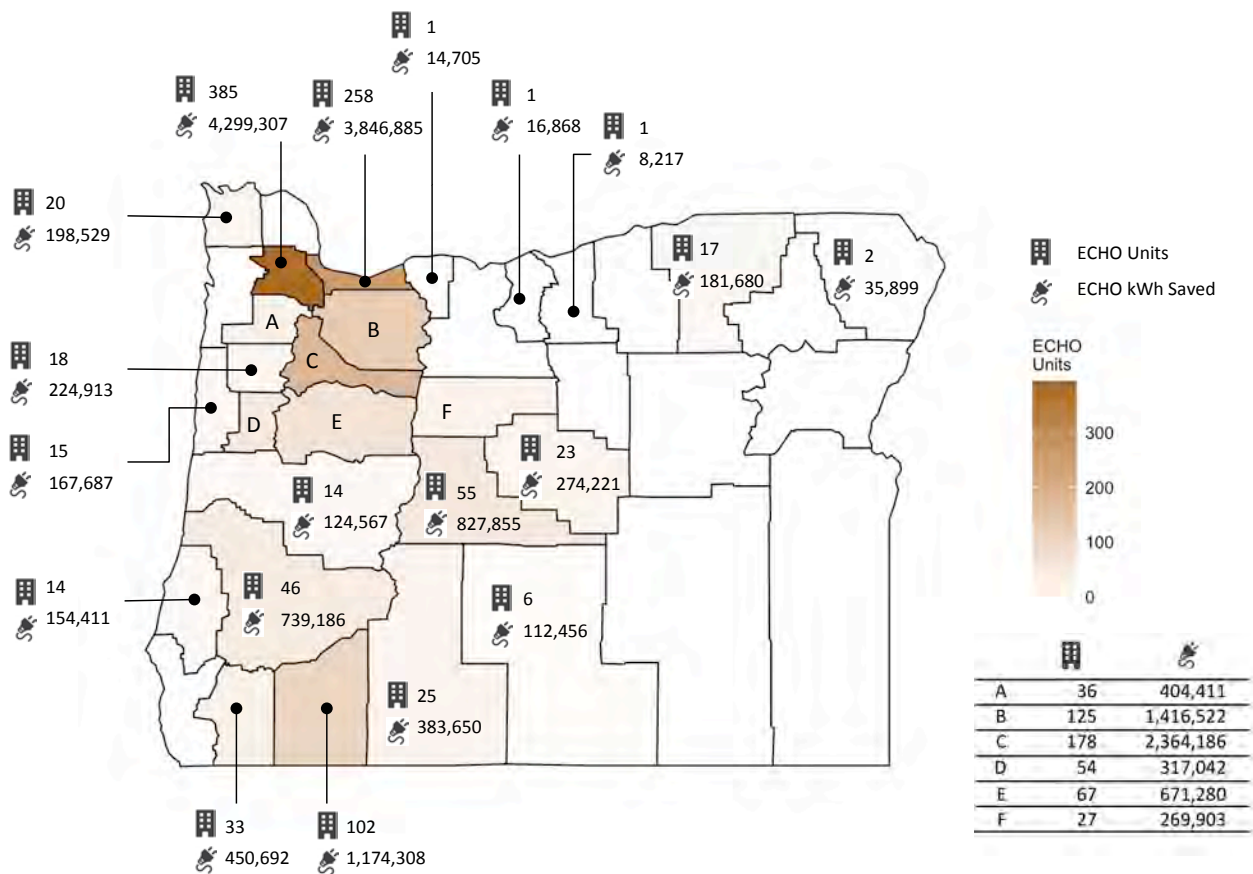 1
14,705
385
4,299,307
258
3,846,885
1
16,868
1
8,217
20
198,529
17
181,680
2
35,899
ECHO Units
ECHO kWh Saved
A
B
C
D
E
F
18
224,913
15
167,687
ECHO
Units
300
200
100
0
23
274,221
14
124,567
55
827,855
14
154,411
46
739,186
6
112,456
25
383,650
33
450,692
102
1,174,308
A 36 404,411
B 125 1,416,522
C 178 2,364,186
D 54 317,042
E 67 671,280
F 27 269,903